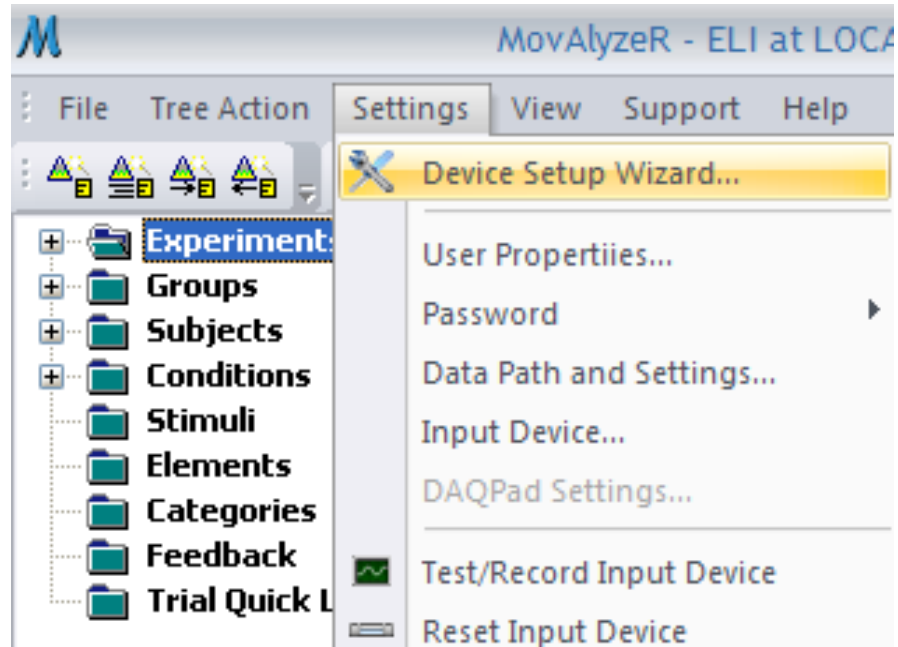 MovAlyzeR - ELI at LOCA
File Tree Action Settings View Support Help
Device Setup Wizard...
User Propertiies...
Password
Data Path and Settings...
Input Device...
DAQPad Settings...
Test/Record Input Device
Reset Input Device
Experiments
Groups
Subjects
Conditions
Stimuli
Elements
Categories
Feedback
Trial Quick L